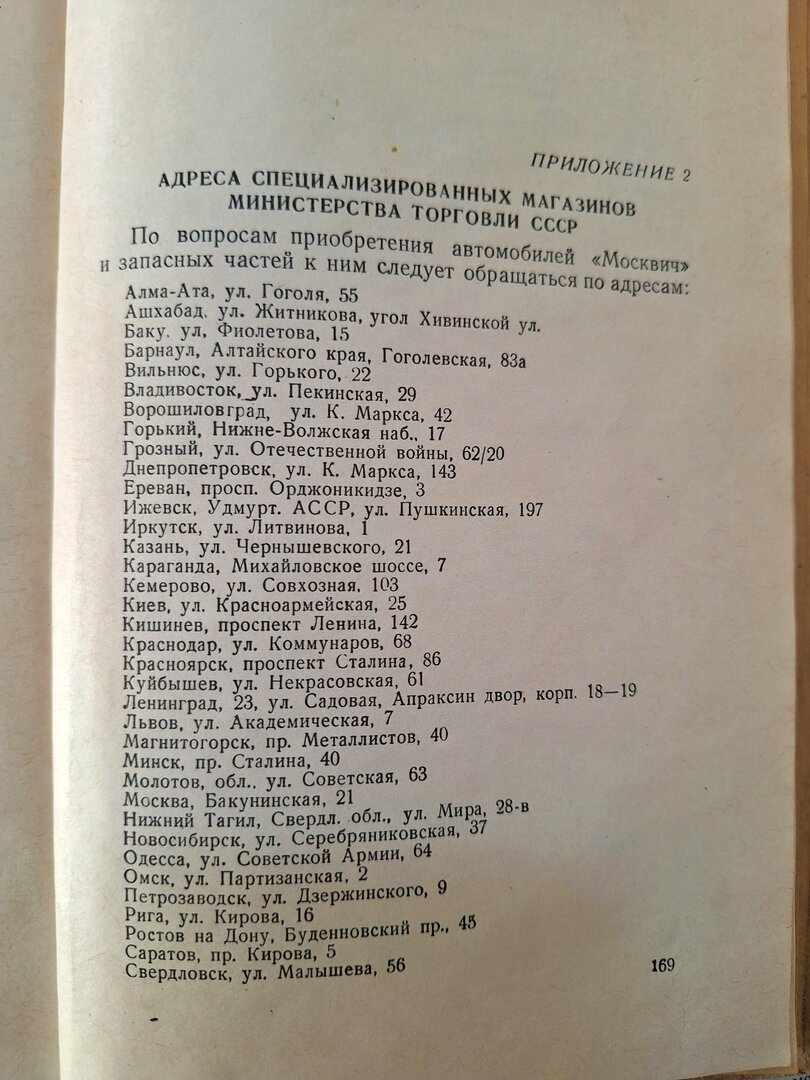 ПРИЛОЖЕНИЕ 2
АДРЕСА СПЕЦИАЛИЗИРОВАННЫХ МАГАЗИНОВ
МИНИСТЕРСТВА ТОРГОВЛИ СССР
По вопросам приобретения автомобилей «Москвич»
и запасных частей к ним следует обращаться по адресам:
Алма-Ата, ул. Гоголя, 55
Ашхабад, ул. Житникова, угол Хивинской ул.
Баку, ул, Фиолетова, 15
Барнаул, Алтайского края, Гоголевская, 83а
Вильнюс, ул. Горького, 22
Владивосток, ул. Пекинская, 29
Ворошиловград, ул. К. Маркса, 42
Горький, Нижне-Волжская наб., 17
Грозный, ул. Отечественной войны, 62/20
Днепропетровск, ул. К. Маркса, 143
Ереван, просп. Орджоникидзе, 3
Ижевск, Удмурт. АССР, ул. Пушкинская, 197
Иркутск, ул. Литвинова, 1
Казань, ул. Чернышевского, 21
Караганда, Михайловское шоссе, 7
Кемерово, ул. Совхозная, 103
Киев, ул. Красноармейская, 25
Кишинев, проспект Ленина, 142
Краснодар, ул. Коммунаров, 68
Красноярск, проспект Сталина, 86
Куйбышев, ул. Некрасовская, 61
Ленинград, 23, ул. Садовая, Апраксин двор, корп. 18—19
Львов, ул. Академическая, 7
Магнитогорск, пр. Металлистов, 40
Минск, пр. Сталина, 40
Молотов, обл., ул. Советская, 63
Москва, Бакунинская, 21
Нижний Тагил, Свердл. обл., ул. Мира, 28-в
Новосибирск, ул. Серебряниковская, 37
Одесса, ул. Советской Армии, 64
Омск, ул. Партизанская, 2
Петрозаводск, ул. Дзержинского, 9
Рига, ул. Кирова, 16
Ростов на Дону, Буденновский пр., 45
Саратов, пр. Кирова, 5
Свердловск, ул. Малышева, 56
169